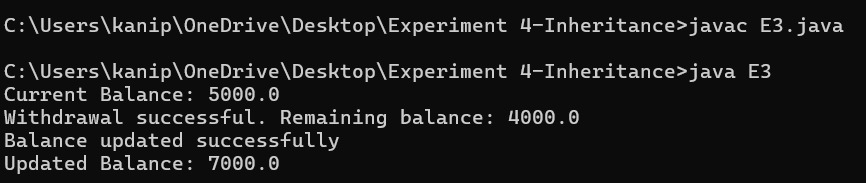 C:\Users\kanip\OneDrive\Desktop\Experiment 4-Inheritance>javac E3.java
C:\Users\kanip\OneDrive\Desktop\Experiment 4-Inheritance>java E3
Current Balance: 5000.0
Withdrawal successful. Remaining balance: 4000.0
Balance updated successfully
Updated Balance: 7000.0